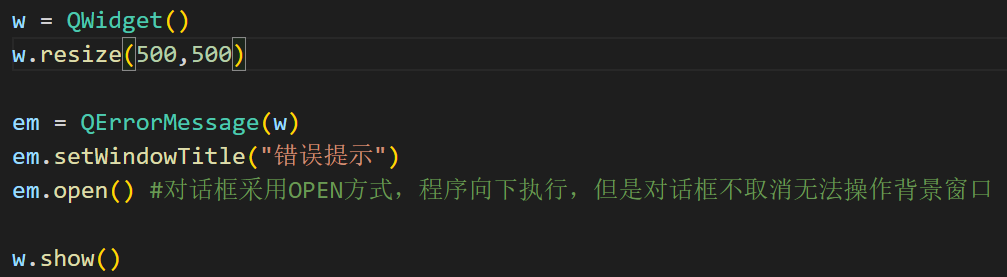 w = QWidget()
w.resize(500,500)
em = QErrorMessage(w)
em.setWindowTitle("错误提示")
em.open() #对话框采用OPEN方式，程序向下执行，但是对话框不取消无法操作背景窗口
w.show()